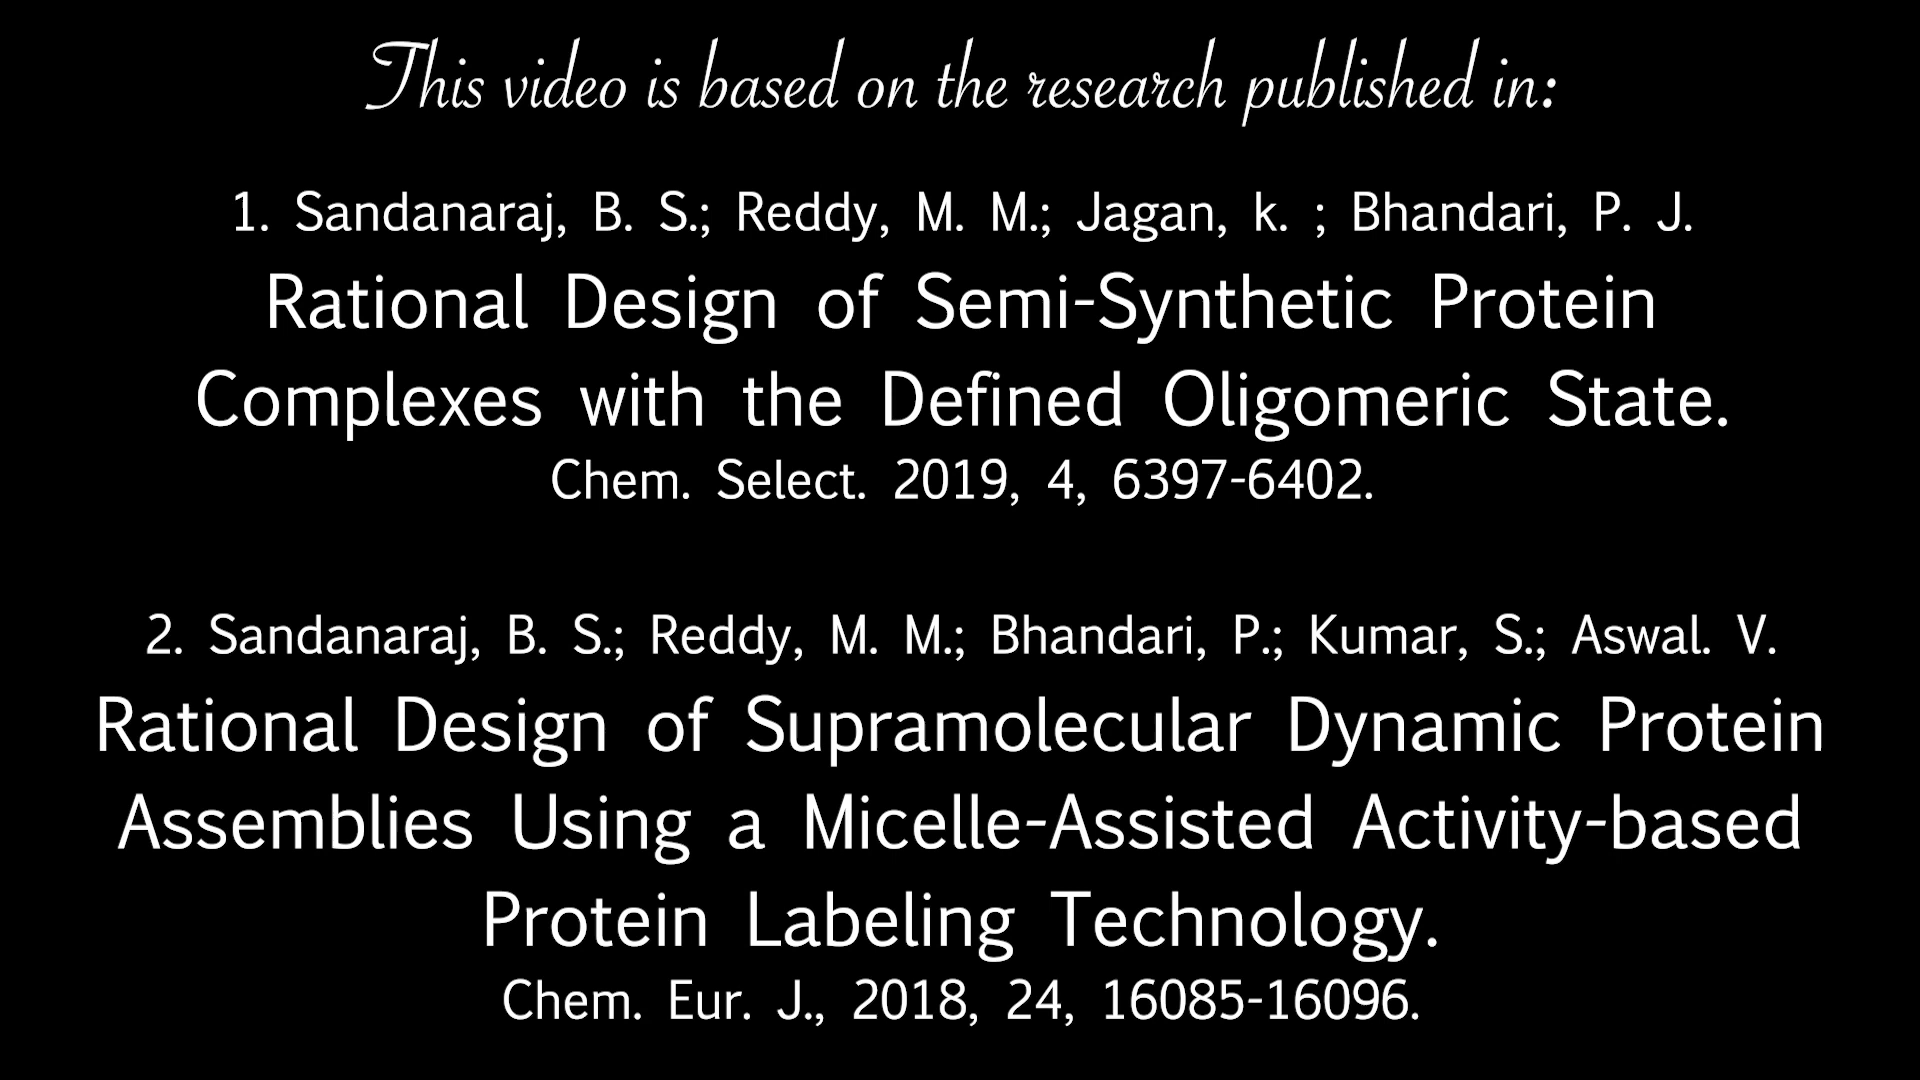 This video is based on the research published in:
1. Sandanaraj, B. S.; Reddy, M. M.; Jagan, k. ; Bhandari, P. J.
Rational Design of Semi-Synthetic Protein
Complexes with the Defined Oligomeric State.
Chem. Select. 2019, 4, 6397-6402.
2. Sandanaraj, B. S.; Reddy, M. M.; Bhandari, P.; Kumar, S.; Aswal. V.
Rational Design of Supramolecular Dynamic Protein
Assemblies Using a Micelle-Assisted Activity-based
Protein Labeling Technology.
Chem. Eur. J., 2018, 24, 16085-16096.